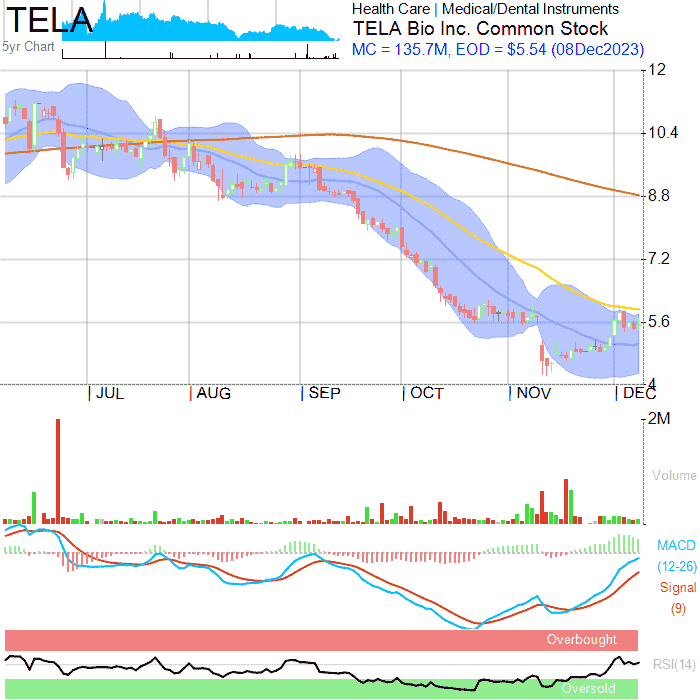 TELA
5yr Chart
Health Care | Medical/Dental Instruments
TELA Bio Inc. Common Stock
MC = 135.7M, EOD = $5.54 (08Dec2023)
12
10.4
8.8
7.2
5.6
4
JUL AUG SEP OCT NOV DEC
2M
Volume
MACD
(12-26)
Signal
(9)
Overbought
RSI(14)
Oversold